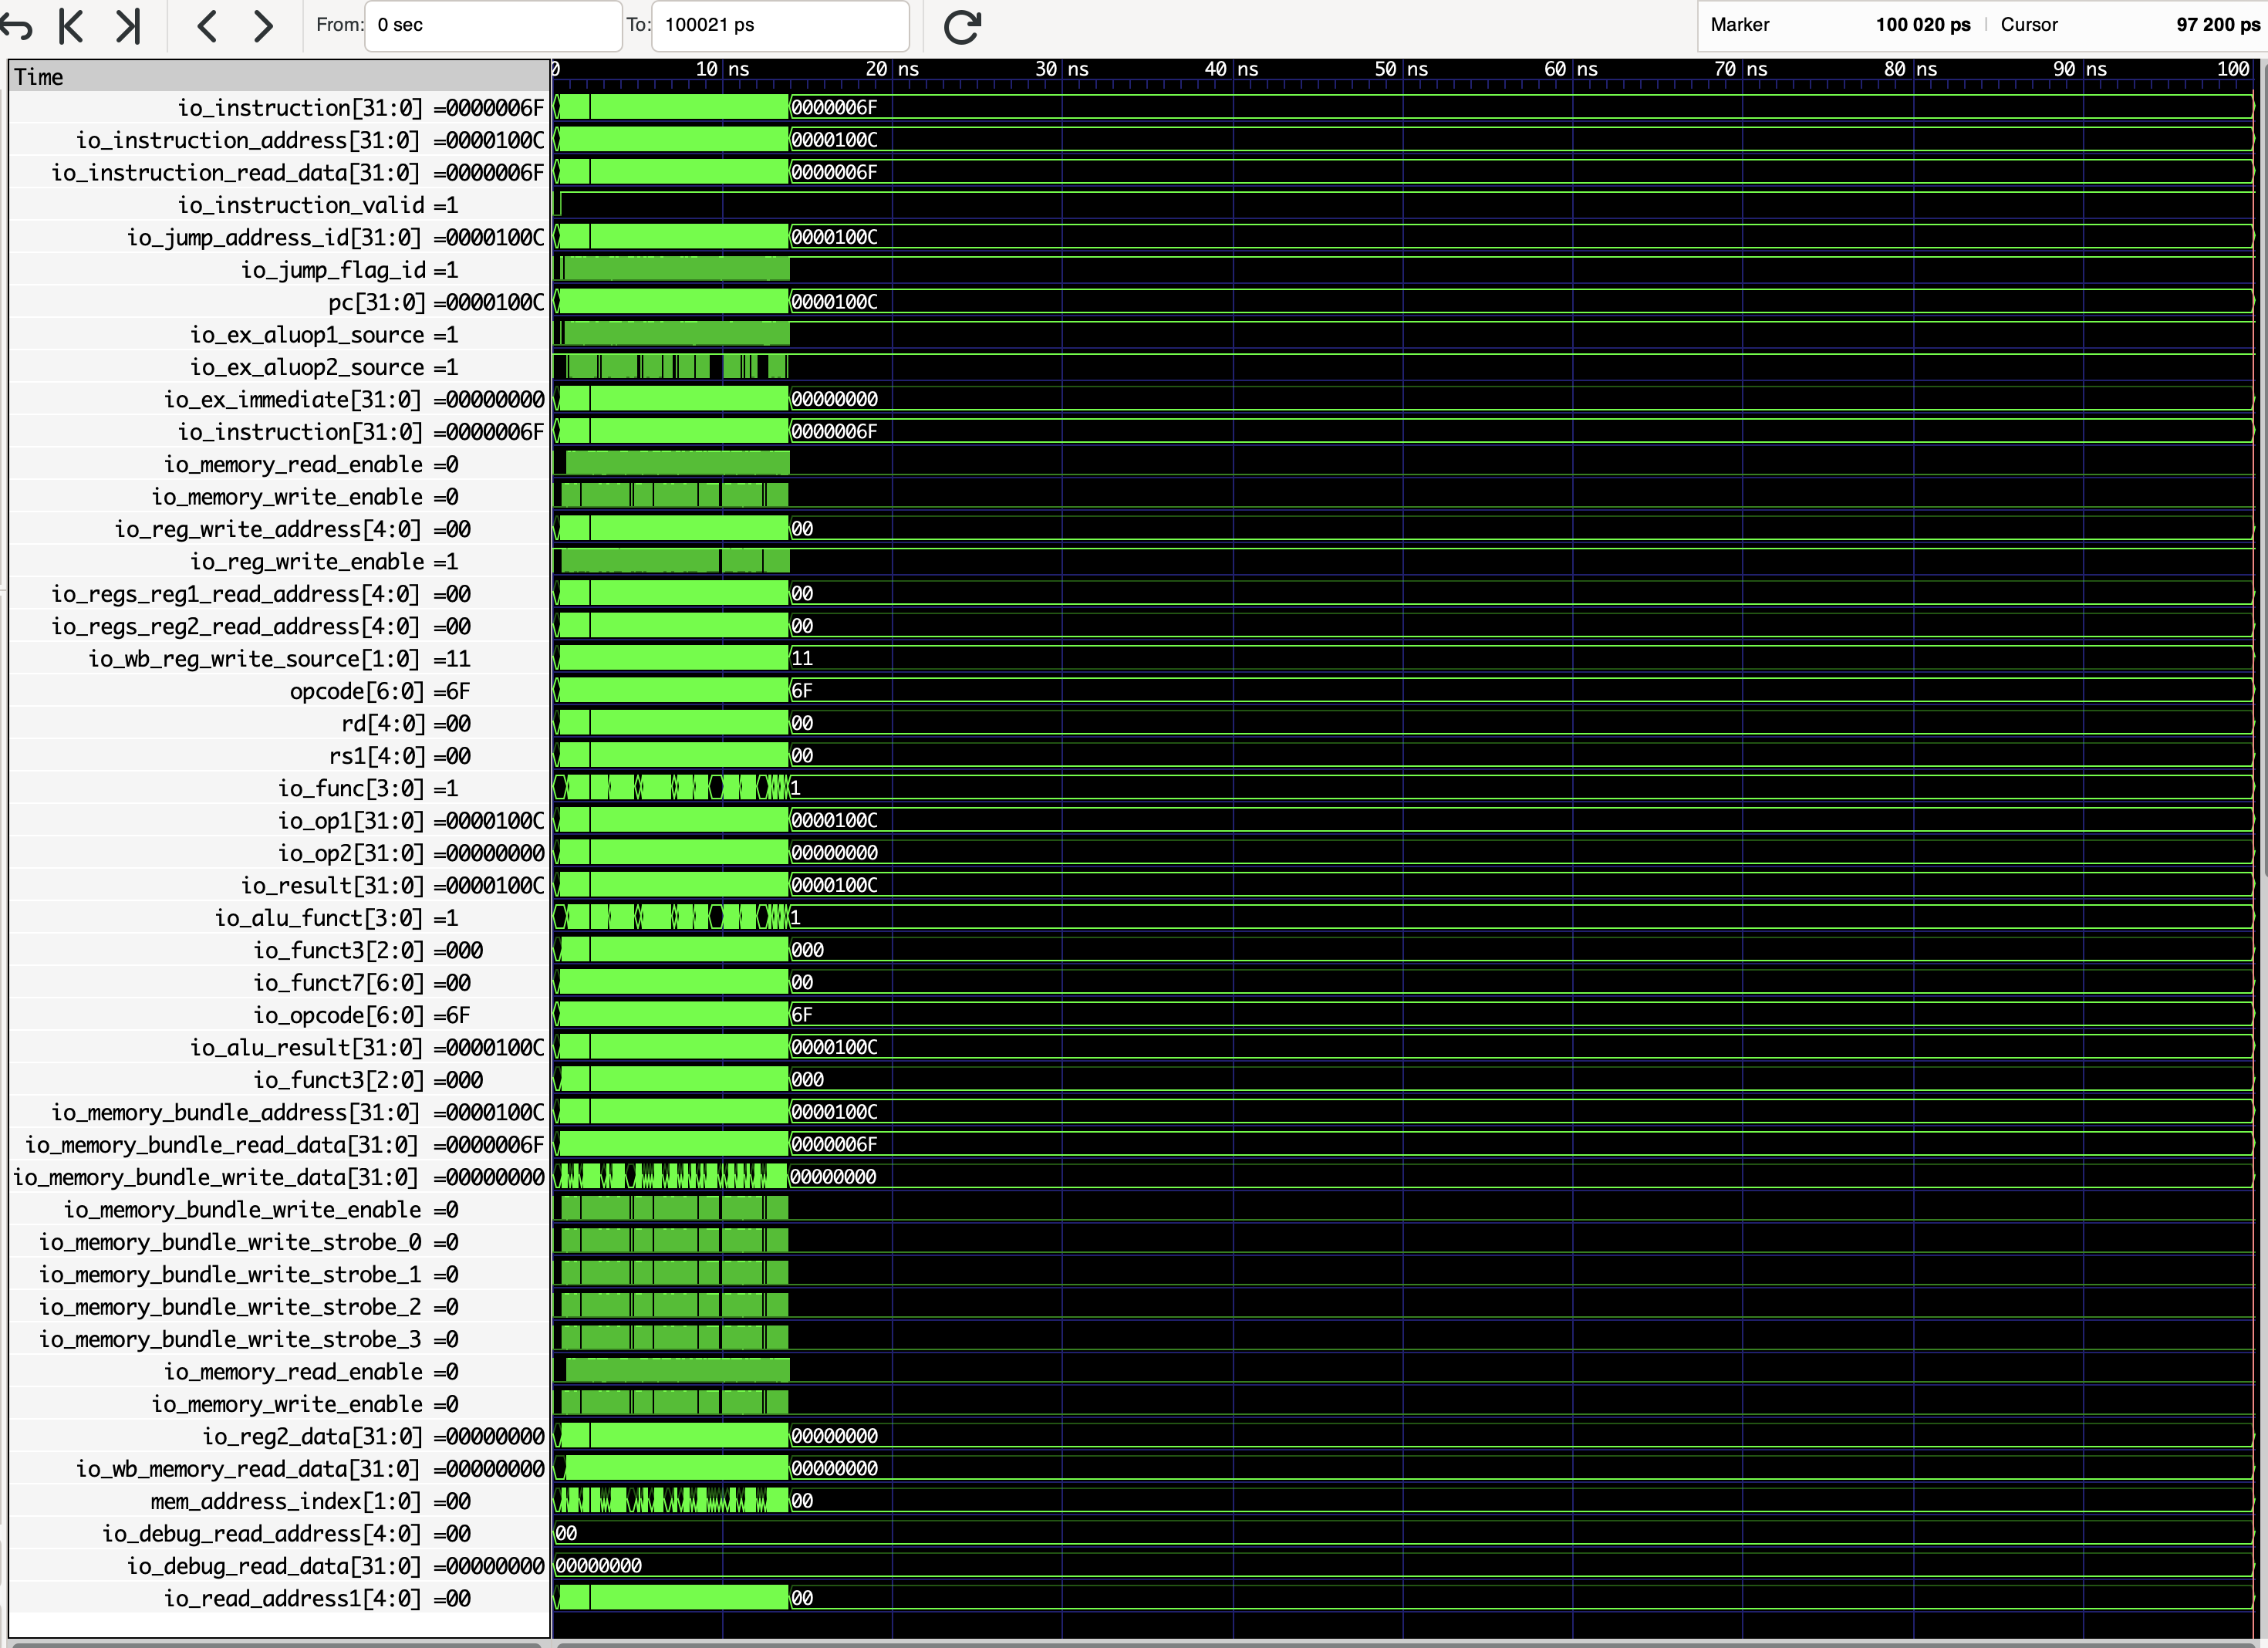 From: 0 sec To: 100021 ps Marker 100 020 ps | Cursor 97 200 ps
Time 0 10 ns 20 ns 30 ns 40 ns 50 ns 60 ns 70 ns 80 ns 90 ns 100
io_instruction[31:0] =0000006F 0000006F
io_instruction_address[31:0] =0000100C 0000100C
io_instruction_read_data[31:0] =0000006F 0000006F
io_instruction_valid =1
io_jump_address_id[31:0] =0000100C 0000100C
io_jump_flag_id =1
pc[31:0] =0000100C 0000100C
io_ex_aluop1_source =1
io_ex_aluop2_source =1
io_ex_immediate[31:0] =00000000 00000000
io_instruction[31:0] =0000006F 0000006F
io_memory_read_enable =0
io_memory_write_enable =0
io_reg_write_address[4:0] =00 00
io_reg_write_enable =1
io_regs_reg1_read_address[4:0] =00 00
io_regs_reg2_read_address[4:0] =00 00
io_wb_reg_write_source[1:0] =11 11
opcode[6:0] =6F 6F
rd[4:0] =00 00
rs1[4:0] =00 00
io_func[3:0] =1 1
io_op1[31:0] =0000100C 0000100C
io_op2[31:0] =00000000 00000000
io_result[31:0] =0000100C 0000100C
io_alu_funct[3:0] =1 1
io_funct3[2:0] =000 000
io_funct7[6:0] =00 00
io_opcode[6:0] =6F 6F
io_alu_result[31:0] =0000100C 0000100C
io_funct3[2:0] =000 000
io_memory_bundle_address[31:0] =0000100C 0000100C
io_memory_bundle_read_data[31:0] =0000006F 0000006F
io_memory_bundle_write_data[31:0] =00000000 00000000
io_memory_bundle_write_enable =0
io_memory_bundle_write_strobe_0 =0
io_memory_bundle_write_strobe_1 =0
io_memory_bundle_write_strobe_2 =0
io_memory_bundle_write_strobe_3 =0
io_memory_read_enable =0
io_memory_write_enable =0
io_reg2_data[31:0] =00000000 00000000
io_wb_memory_read_data[31:0] =00000000 00000000
mem_address_index[1:0] =00 00
io_debug_read_address[4:0] =00 00
io_debug_read_data[31:0] =00000000 00000000
io_read_address1[4:0] =00 00